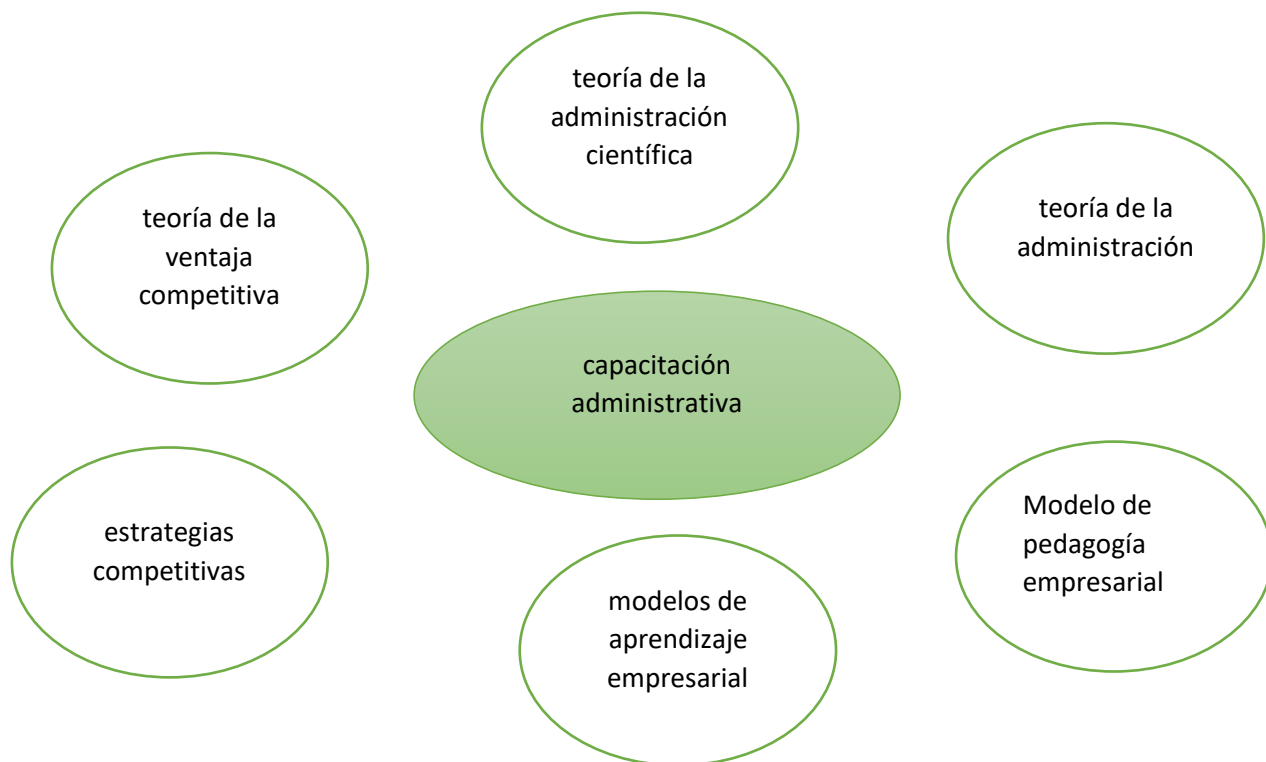 teoría de la
administración
científica
teoría de la
ventaja
competitiva
teoría de la
administración
capacitación
administrativa
estrategias
competitivas
modelos de
aprendizaje
empresarial
Modelo de
pedagogía
empresarial